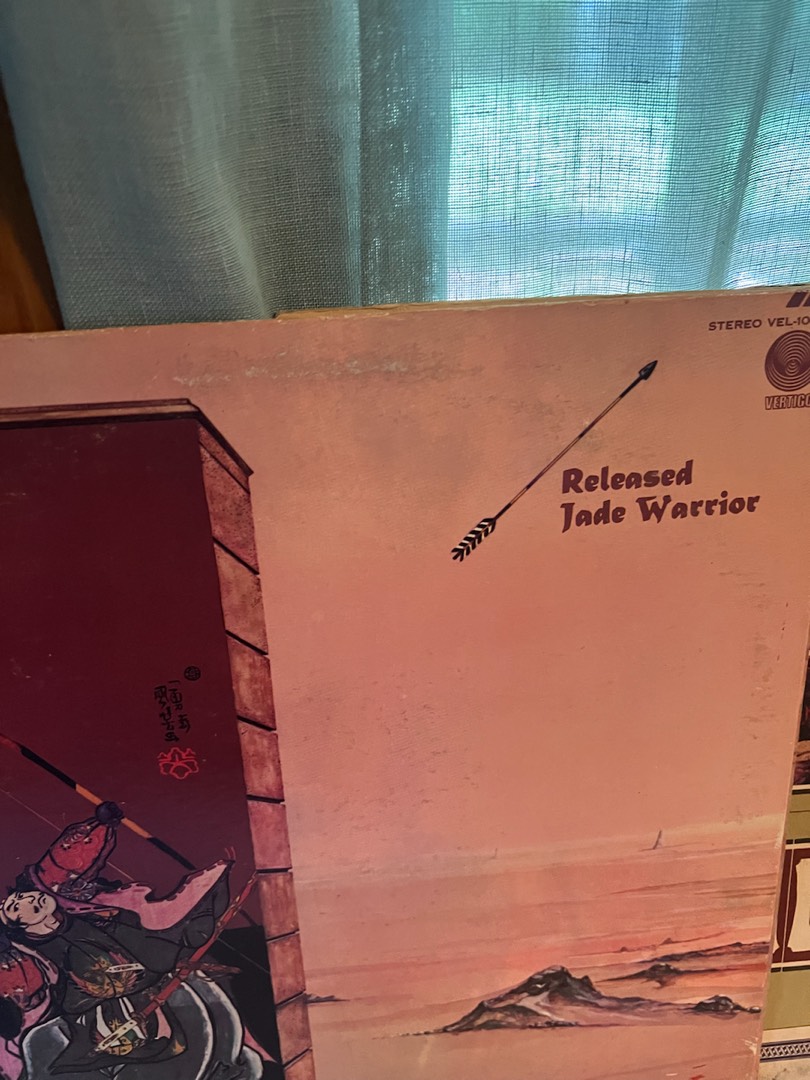 STEREO VEL-10
VERTIGO
Released
Jade Warrior